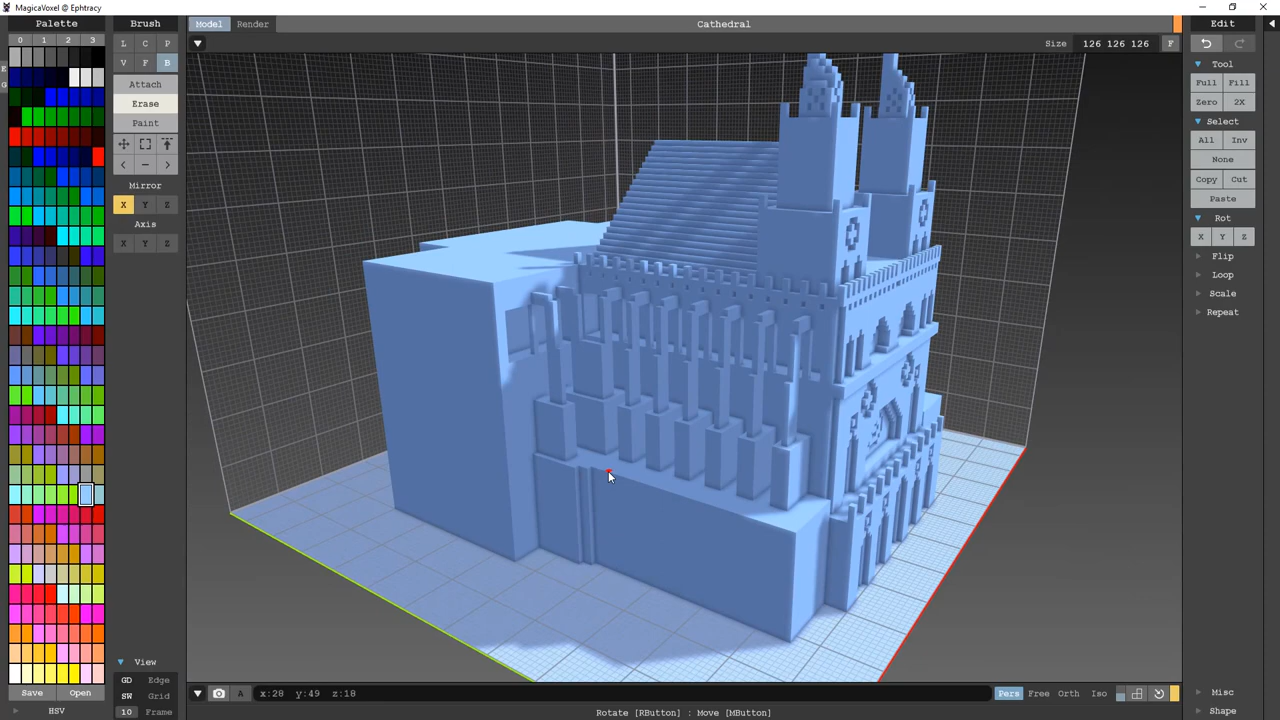 MagicaVoxel @ Ephtracy
Palette
Brush
Model
Render
Cathedral
Edit
0 1 2 3
L C P
Size 126 126 126 F
V F B
Tool
Attach
Full Fill
Erase
Zero 2X
Paint
Select
All Inv
None
Mirror
Copy Cut
X Y Z
Paste
Axis
Rot
X Y Z
X Y Z
Flip
Loop
Scale
Repeat
View
GD Edge
SW Grid
10 Frame
Save Open
HSV
A x:28 y:49 z:18
Pers Free Orth Iso
Misc
Shape
Rotate [RButton] : Move [MButton]